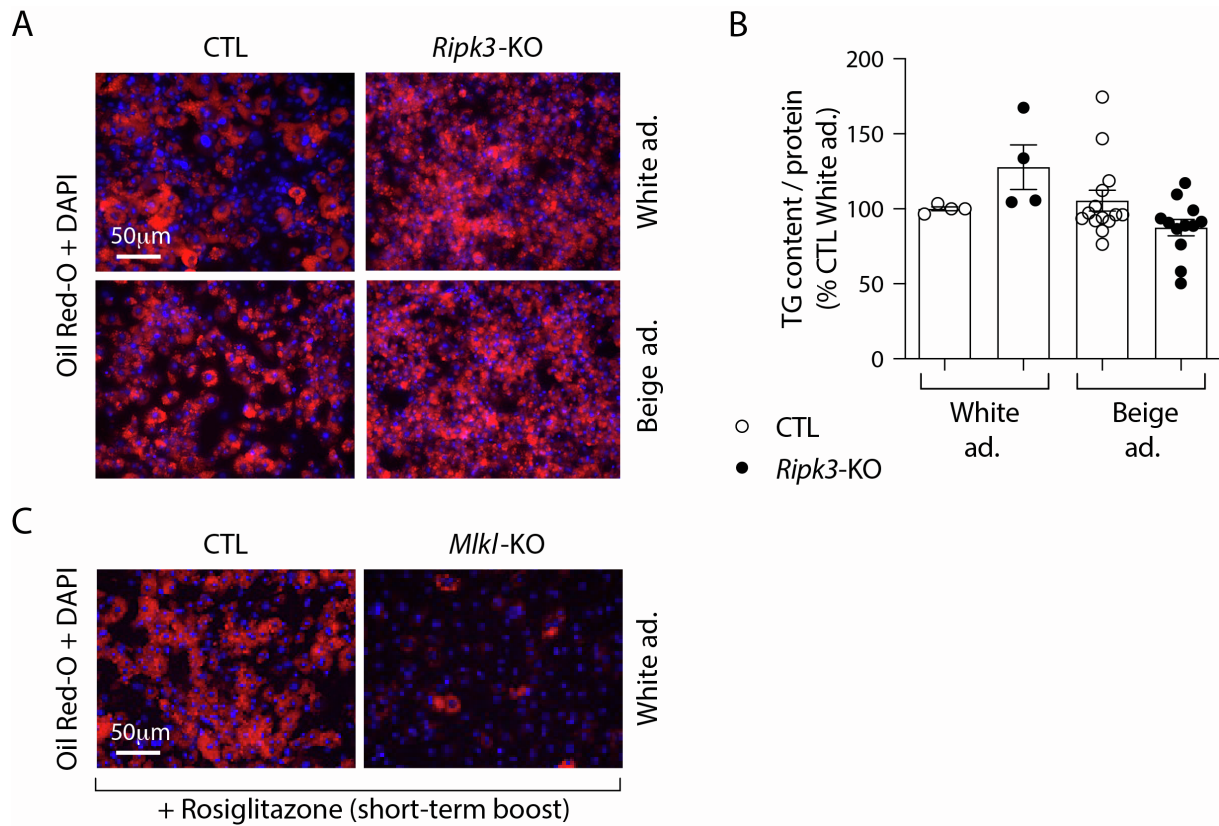 A
CTL
Ripk3-KO
Oil Red-O + DAPI
50μm
White ad.
Beige ad.
B
TG content / protein
(% CTL White ad.)
200
150
100
50
0
White
ad.
Beige
ad.
CTL
Ripk3-KO
C
CTL
Mlkl-KO
Oil Red-O + DAPI
50μm
White ad.
+ Rosiglitazone (short-term boost)